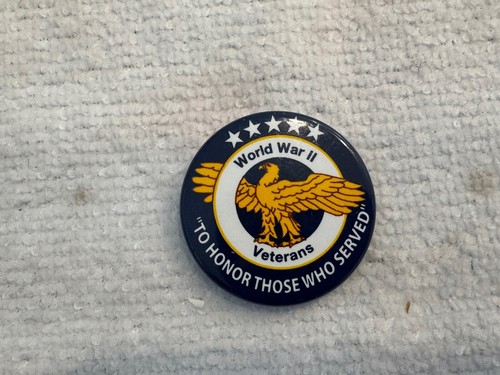 World War II
Veterans
"TO HONOR THOSE WHO SERVED"